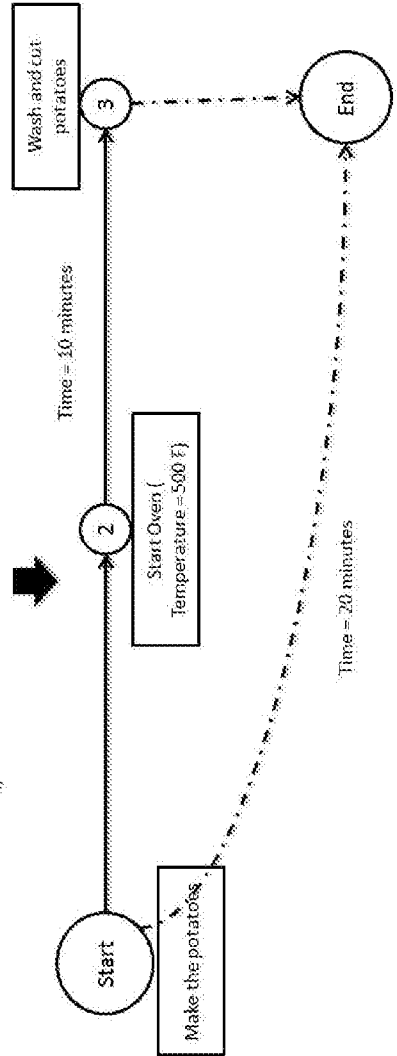 Start
Make the potatoes
2
Start Oven (
Temperature = 500 F)
Time = 10 minutes
Wash and cut
potatoes
3
Time = 20 minutes
End